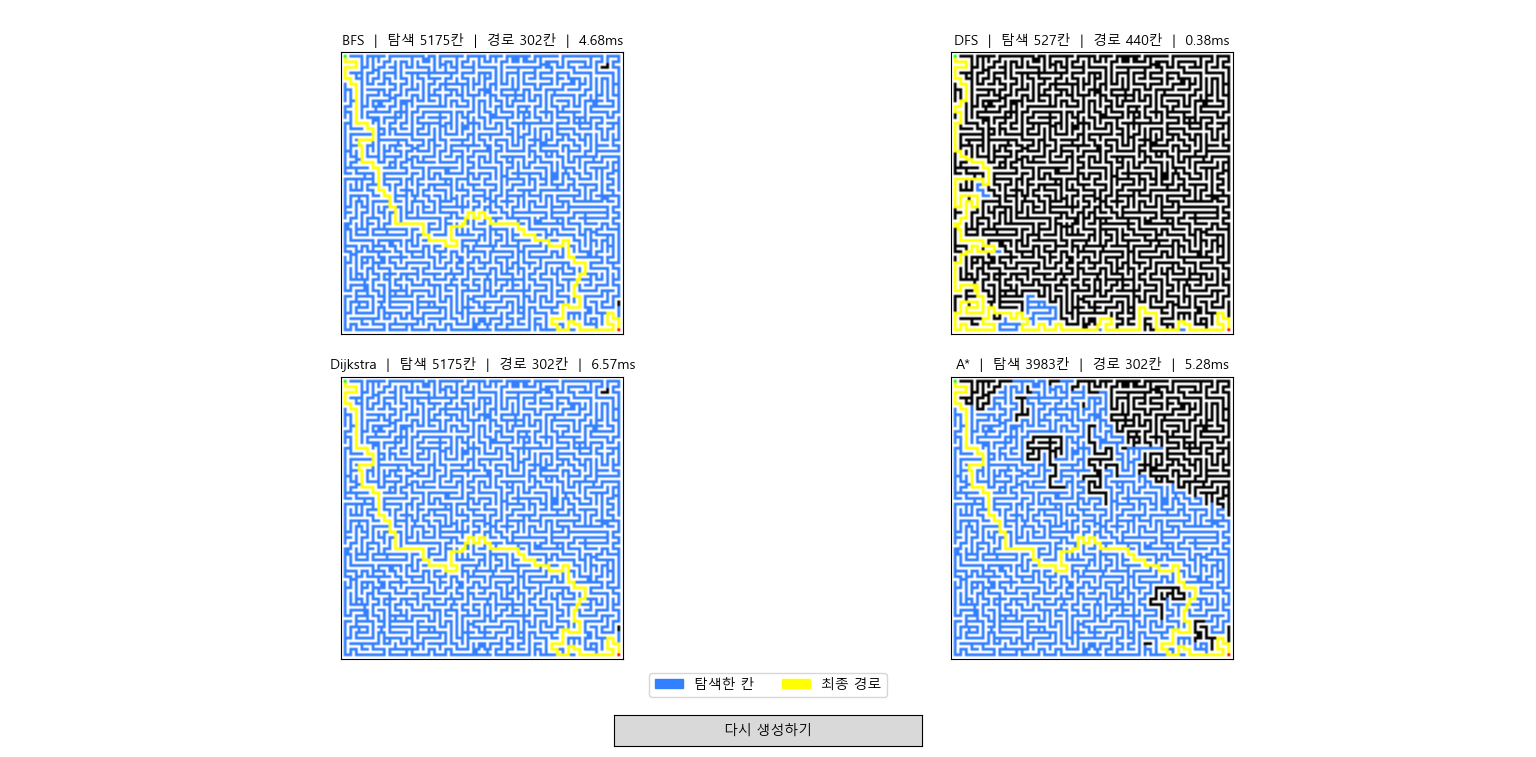 BFS | 탐색 5175칸 | 경로 302칸 | 4.68ms
DFS | 탐색 527칸 | 경로 440칸 | 0.38ms
Dijkstra | 탐색 5175칸 | 경로 302칸 | 6.57ms
A* | 탐색 3983칸 | 경로 302칸 | 5.28ms
탐색한 칸 최종 경로
다시 생성하기